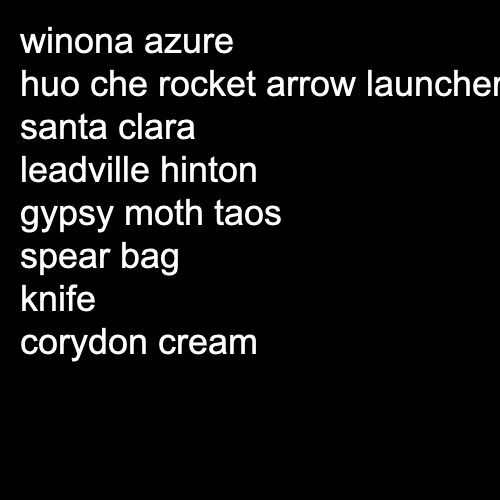 winona azure
huo che rocket arrow launcher
santa clara
leadville hinton
gypsy moth taos
spear bag
knife
corydon cream